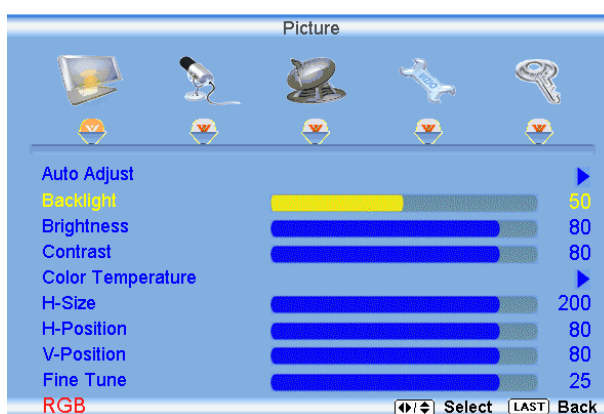 Picture
Auto Adjust
Backlight 50
Brightness 80
Contrast 80
Color Temperature
H-Size 200
H-Position 80
V-Position 80
Fine Tune 25
RGB Select LAST Back